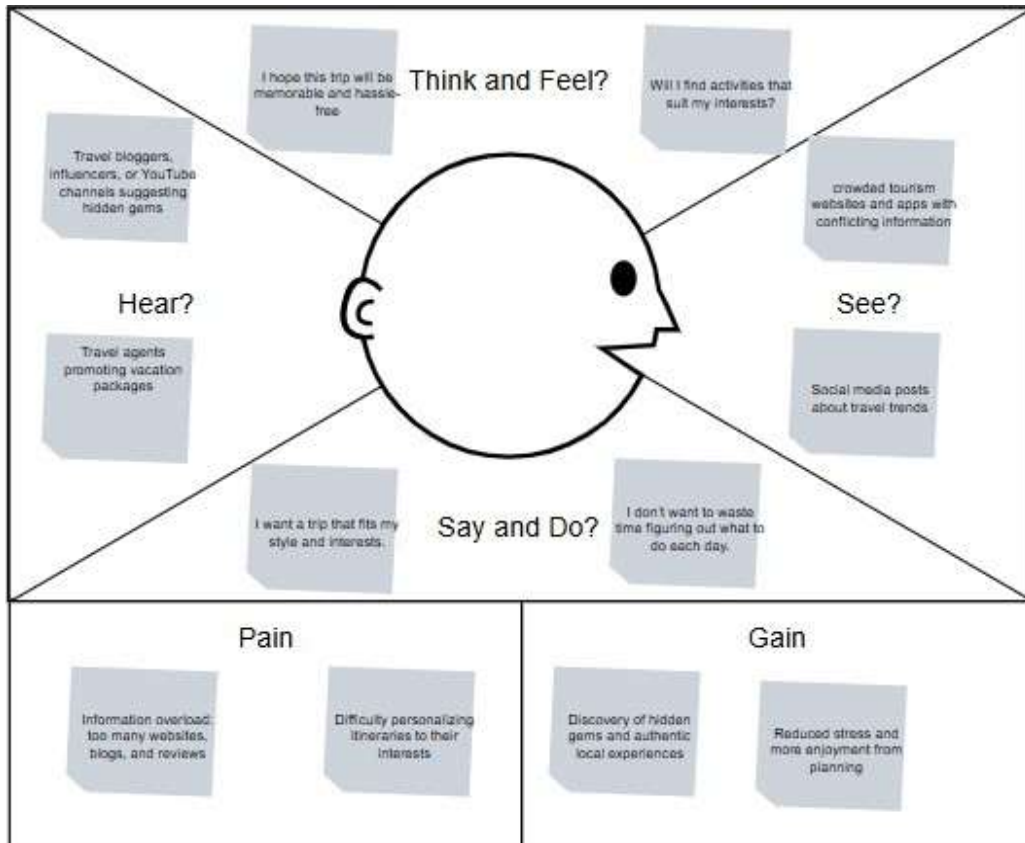 Think and Feel?
I hope this trip will be
memorable and hassle-
free
Will I find activities that
suit my interests?
Hear?
Travel bloggers,
influencers, or YouTube
channels suggesting
hidden gems
Travel agents
promoting vacation
packages
See?
crowded tourism
websites and apps with
conflicting information
Social media posts
about travel trends
Say and Do?
I want a trip that fits my
style and interests.
I don't want to waste
time figuring out what to
do each day.
Pain
Information overload:
too many websites,
blogs, and reviews
Difficulty personalizing
itineraries to their
interests
Gain
Discovery of hidden
gems and authentic
local experiences
Reduced stress and
more enjoyment from
planning